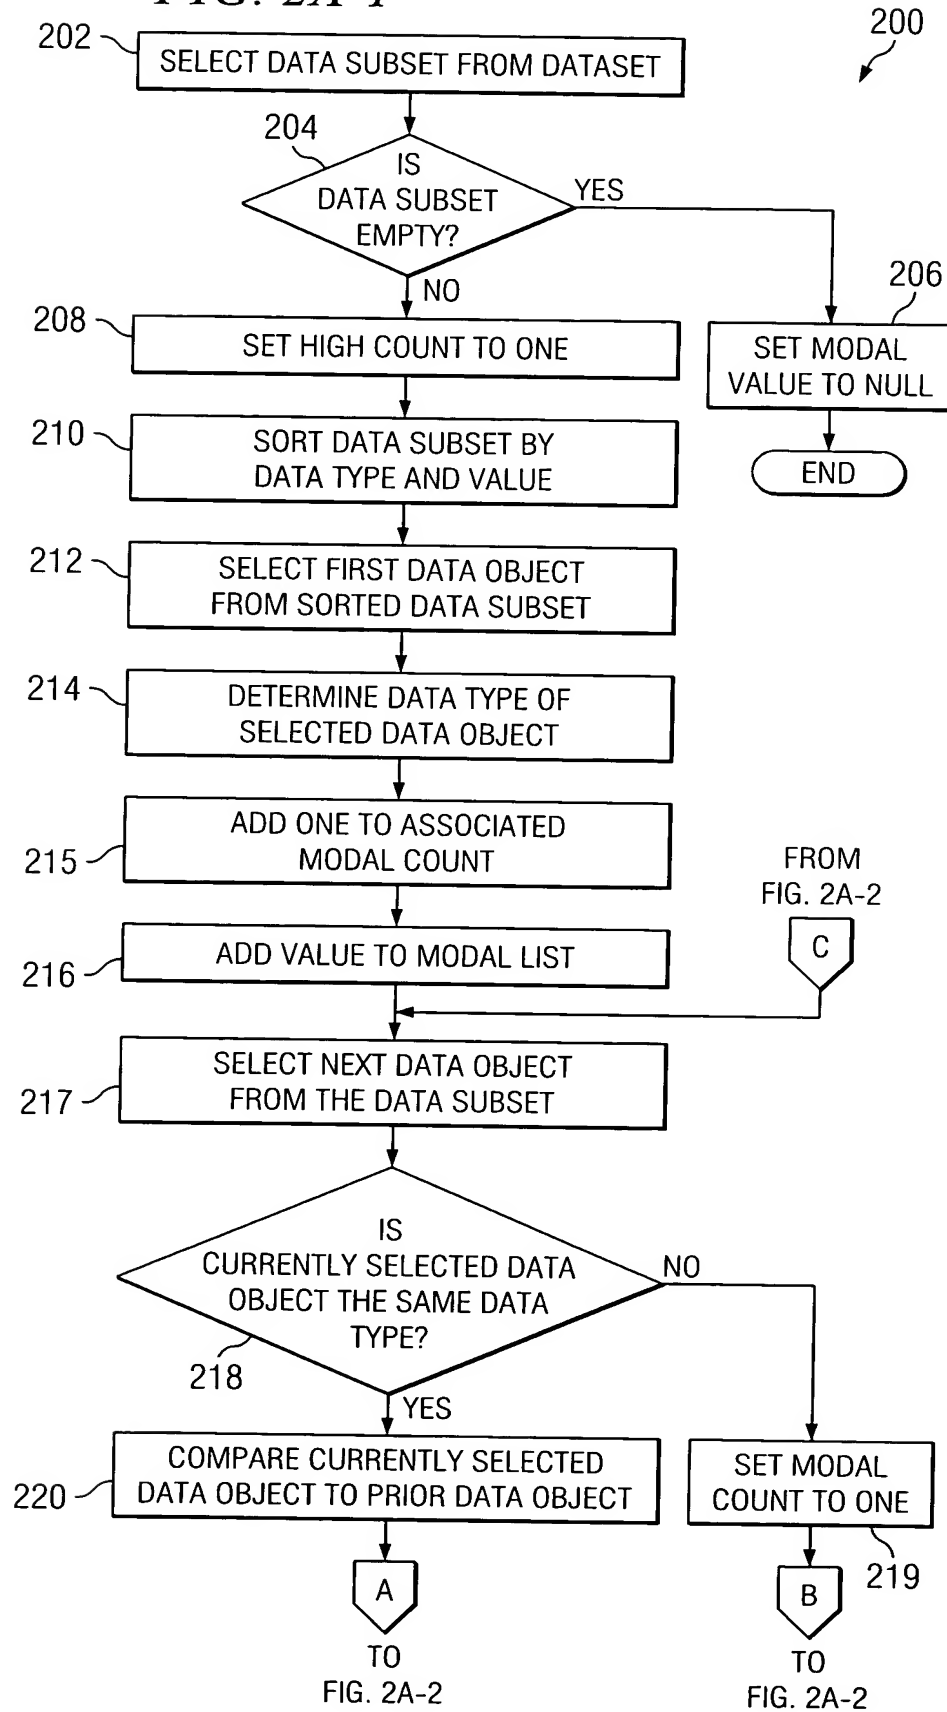 FIG. 2A-1
200
202
SELECT DATA SUBSET FROM DATASET
204
IS
DATA SUBSET
EMPTY?
YES
NO
206
SET MODAL
VALUE TO NULL
END
208
SET HIGH COUNT TO ONE
210
SORT DATA SUBSET BY
DATA TYPE AND VALUE
212
SELECT FIRST DATA OBJECT
FROM SORTED DATA SUBSET
214
DETERMINE DATA TYPE OF
SELECTED DATA OBJECT
215
ADD ONE TO ASSOCIATED
MODAL COUNT
FROM
FIG. 2A-2
C
216
ADD VALUE TO MODAL LIST
217
SELECT NEXT DATA OBJECT
FROM THE DATA SUBSET
IS
CURRENTLY SELECTED DATA
OBJECT THE SAME DATA
TYPE?
218
NO
YES
220
COMPARE CURRENTLY SELECTED
DATA OBJECT TO PRIOR DATA OBJECT
SET MODAL
COUNT TO ONE
219
A
TO
FIG. 2A-2
B
TO
FIG. 2A-2